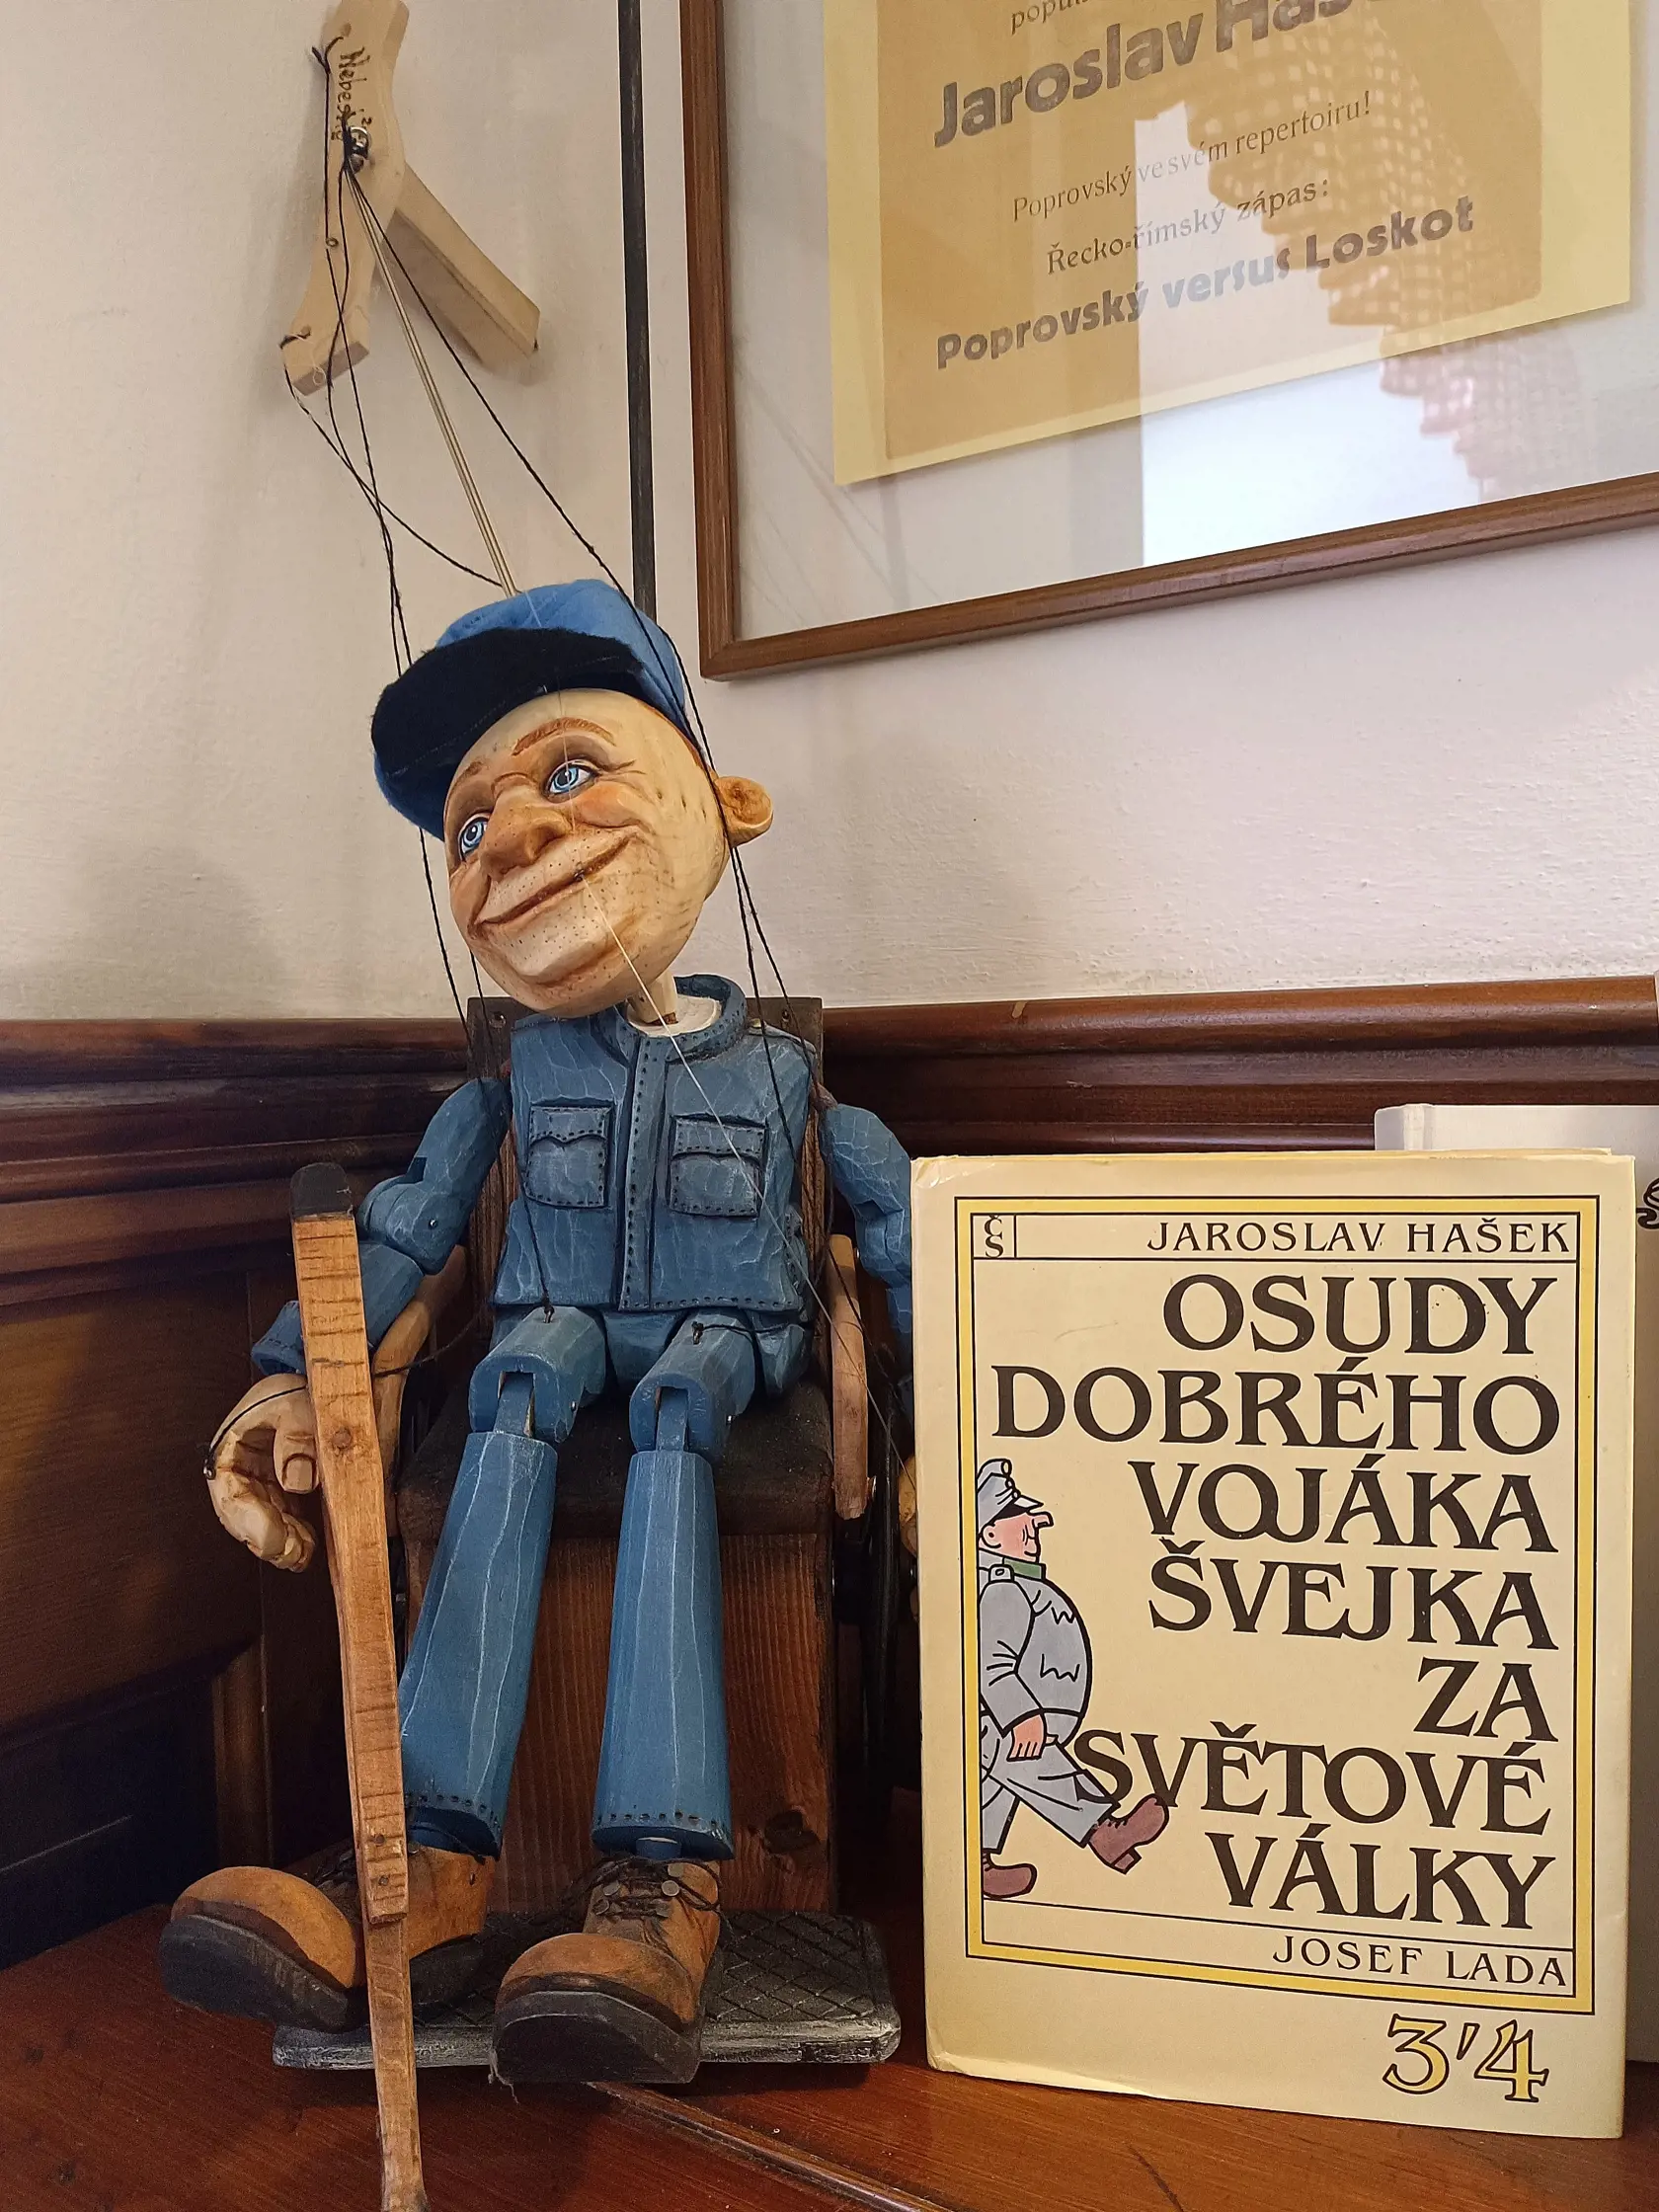 Jaroslav
Poprovský ve svém repertoiru!
Řecko-římský zápas:
Poprovský versus Loskot
ČS
JAROSLAV HAŠEK
OSUDY
DOBRÉHO
VOJÁKA
ŠVEJKA
ZA
SVĚTOVÉ
VÁLKY
JOSEF LADA
3'4